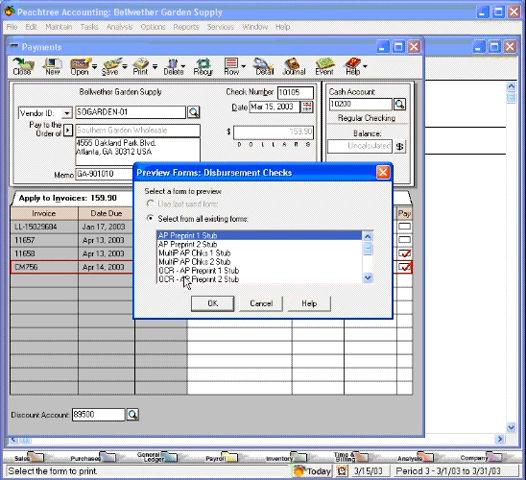 Peachtree Accounting: Bellwether Garden Supply
File Edit Maintain Tasks Analysis Options Reports Services Window Help
Payments
Close New Open Save Print Delete Recur Row Detail Journal Event Help
Bellwether Garden Supply
Check Number 10105
Cash Account:
Vendor ID: SOGARDEN-01
Date Mar 15, 2003
10200
Pay to the Order of
Southern Garden Wholesale
Regular Checking
4555 Oakland Park Blvd.
Atlanta, GA 30312 USA
$ 159.90
DOLLARS
Balance:
Uncalculated
Memo GA-901010
Apply to Invoices: 159.90
Invoice Date Due Pay
LL-15029684 Jan 17, 2003
11657 Apr 13, 2003
11658 Apr 13, 2003
CM756 Apr 14, 2003
Preview Forms: Disbursement Checks
Select a form to preview
Use last used form:
Select from all existing forms:
AP Preprint 1 Stub
AP Preprint 2 Stub
MultiP AP Chks 1 Stub
MultiP AP Chks 2 Stub
OCR - AP Preprint 1 Stub
OCR - AP Preprint 2 Stub
OK Cancel Help
Discount Account: 89500
Sales Purchases General Ledger Payroll Inventory Time & Billing Analysis Company
Select the form to print.
Today 3/15/03 Period 3 - 3/1/03 to 3/31/03